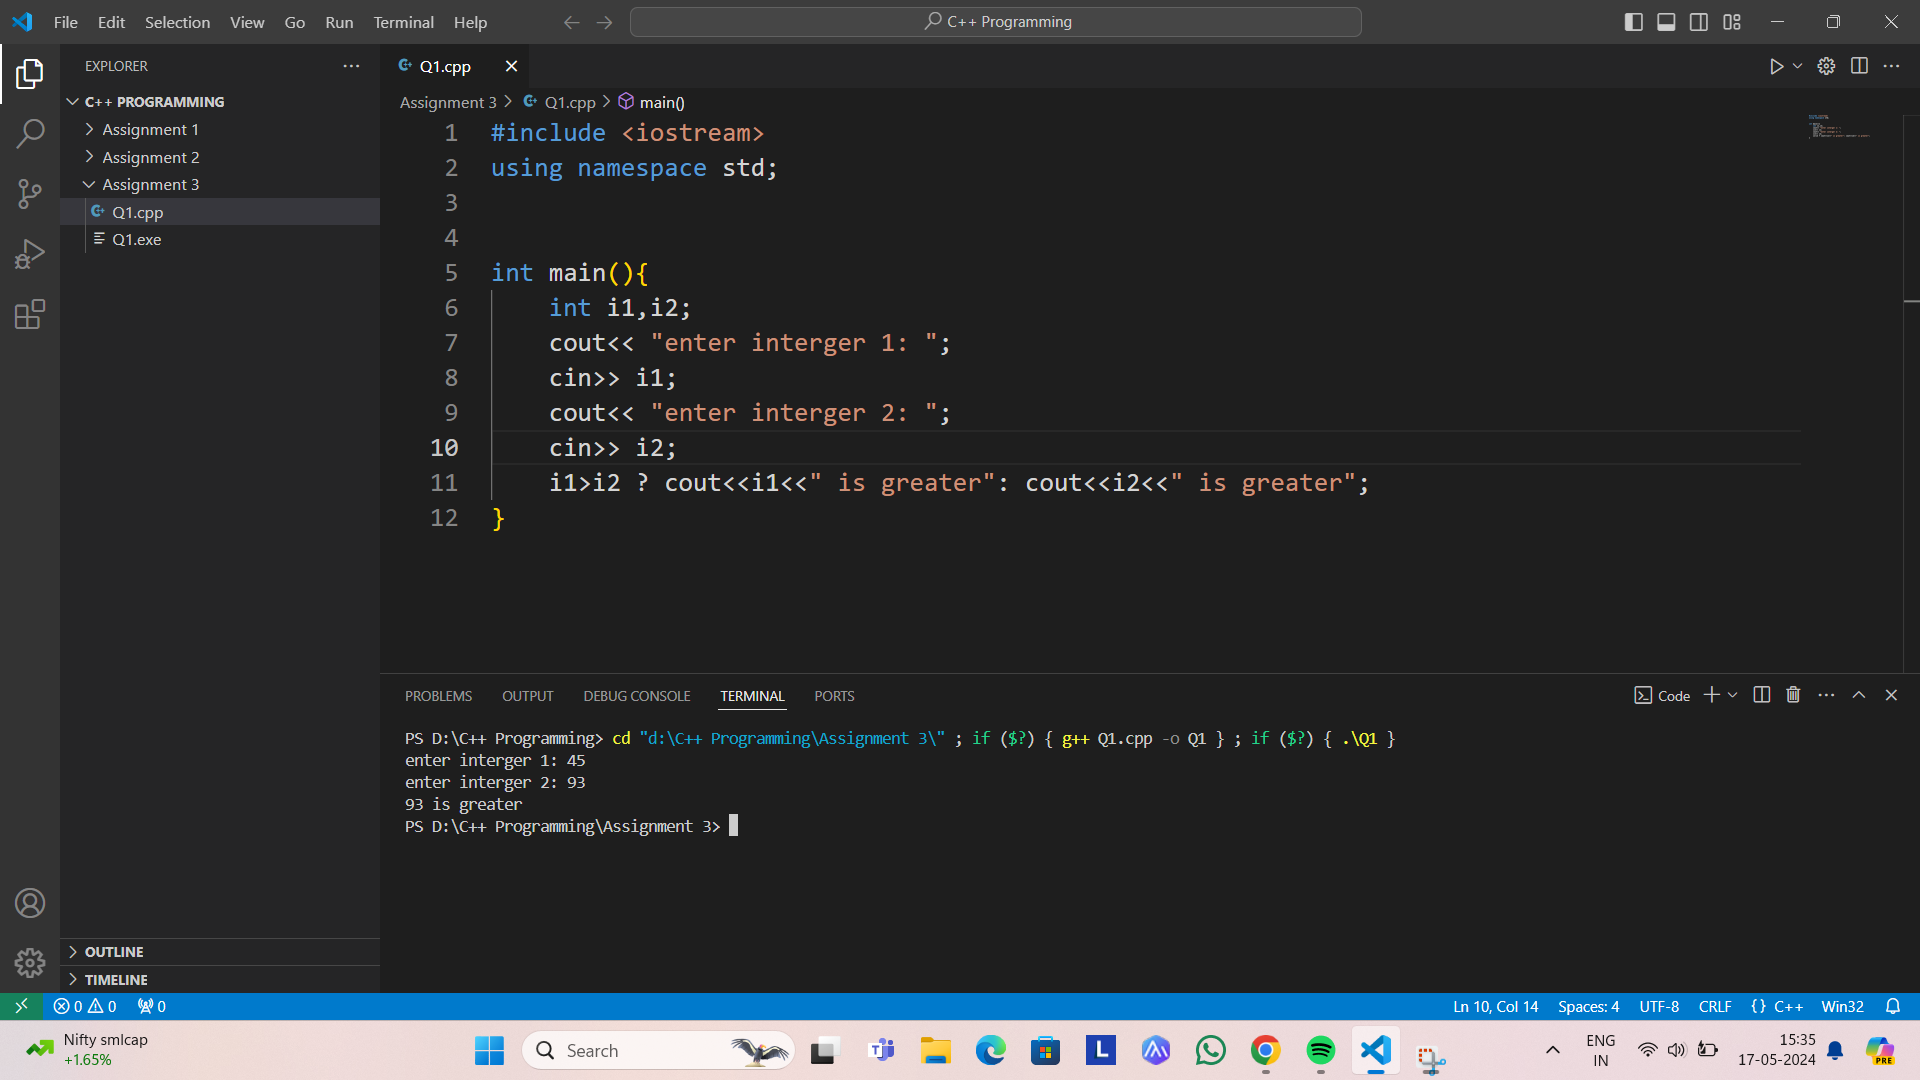 File Edit Selection View Go Run Terminal Help
C++ Programming
EXPLORER
C++ PROGRAMMING
Assignment 1
Assignment 2
Assignment 3
Q1.cpp
Q1.exe
OUTLINE
TIMELINE
Q1.cpp
Assignment 3 > Q1.cpp > main()
1 #include <iostream>
2 using namespace std;
3
4
5 int main(){
6 int i1,i2;
7 cout<< "enter interger 1: ";
8 cin>> i1;
9 cout<< "enter interger 2: ";
10 cin>> i2;
11 i1>i2 ? cout<<i1<<" is greater": cout<<i2<<" is greater";
12 }
PROBLEMS OUTPUT DEBUG CONSOLE TERMINAL PORTS
Code
PS D:\C++ Programming> cd "d:\C++ Programming\Assignment 3\" ; if ($?) { g++ Q1.cpp -o Q1 } ; if ($?) { .\Q1 }
enter interger 1: 45
enter interger 2: 93
93 is greater
PS D:\C++ Programming\Assignment 3>
0 0 0
Ln 10, Col 14 Spaces: 4 UTF-8 CRLF {} C++ Win32
Nifty smlcap
+1.65%
Search
L
ENG
IN
15:35
17-05-2024
PRE